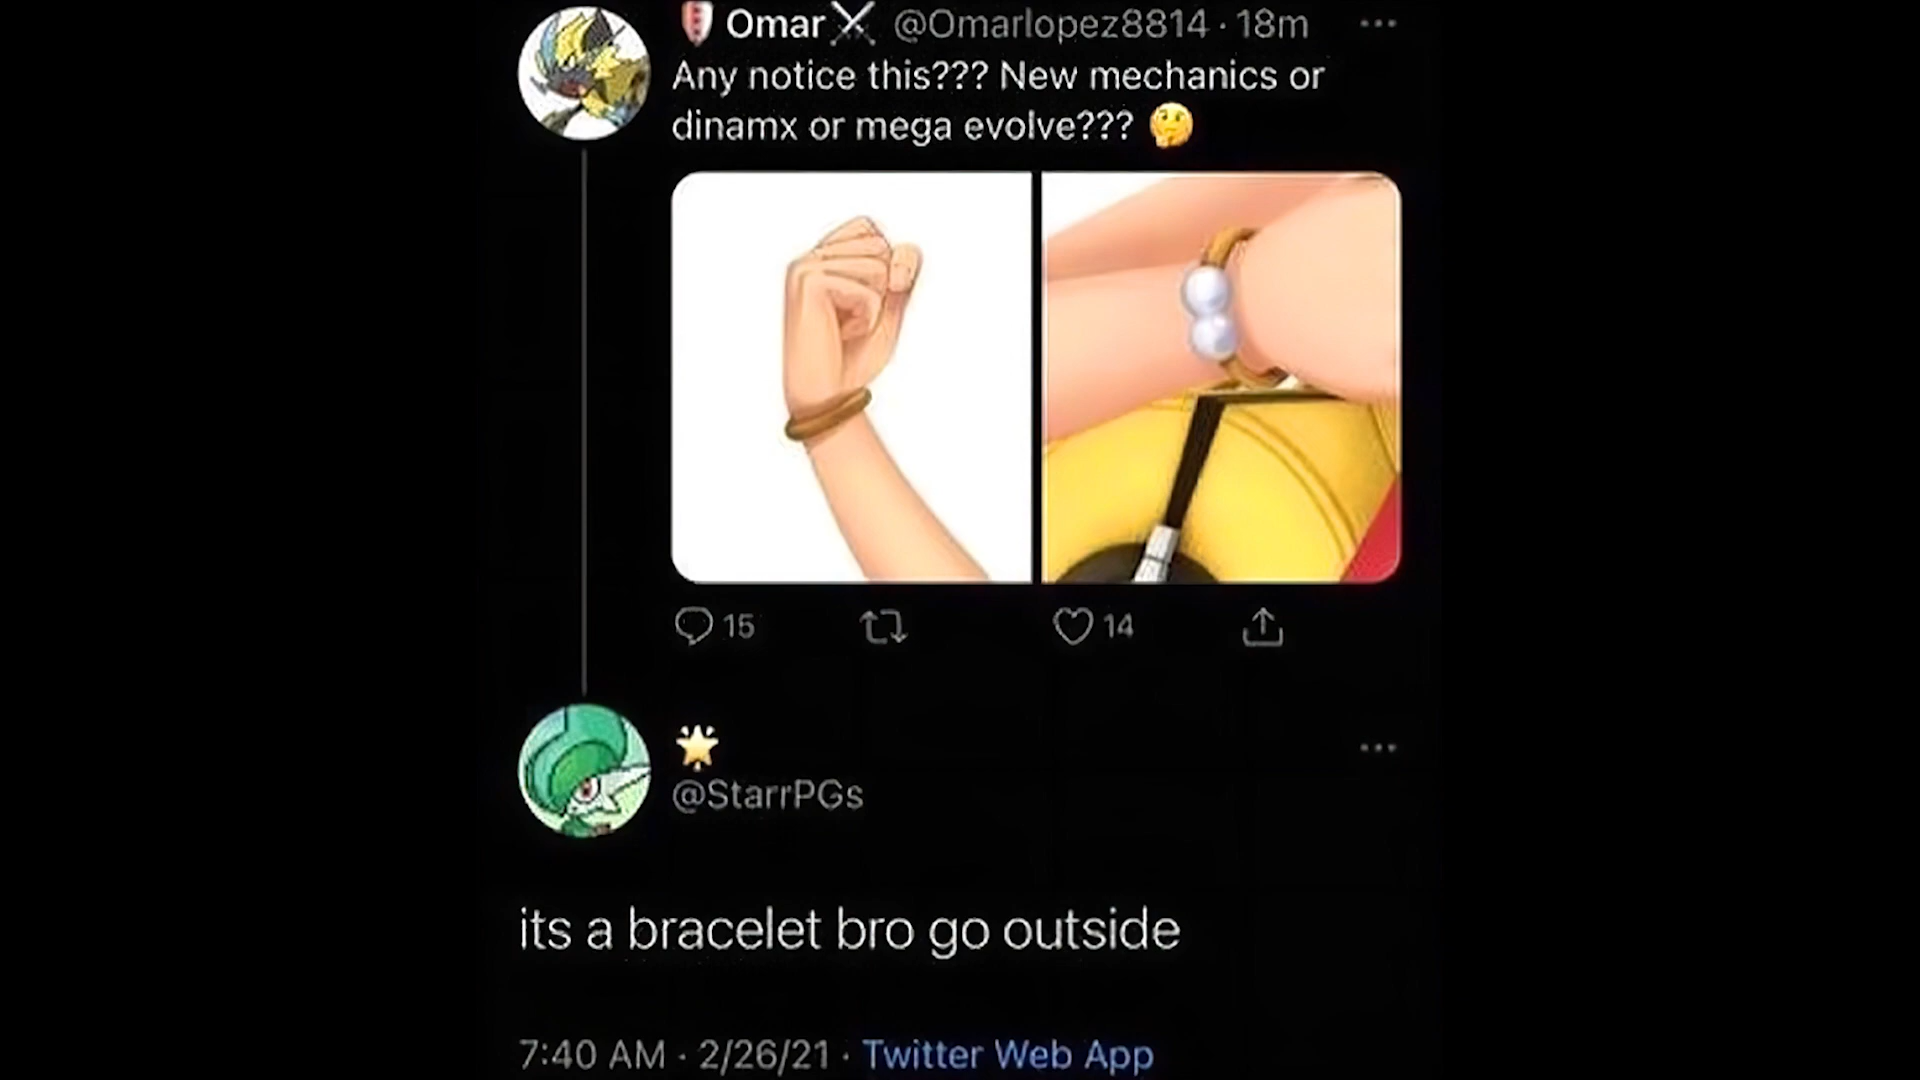 Omar @Omarlopez8814 · 18m
Any notice this??? New mechanics or
dinamx or mega evolve??? 🤔
15 14
🌟
@StarrPGs
its a bracelet bro go outside
7:40 AM · 2/26/21 · Twitter Web App